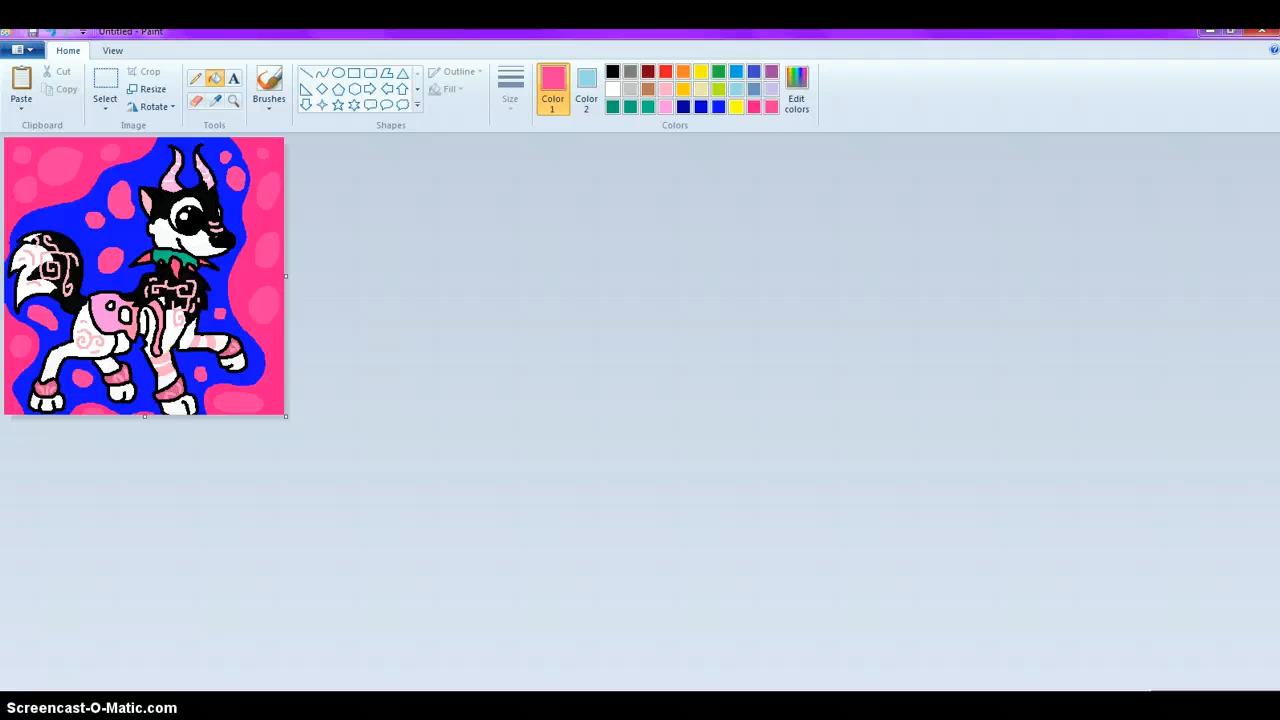 Untitled - Paint
Home View
Paste
Cut
Copy
Clipboard
Select
Crop
Resize
Rotate
Image
A
Tools
Brushes
Shapes
Outline
Fill
Size
Color 1
Color 2
Edit colors
Colors
Screencast-O-Matic.com